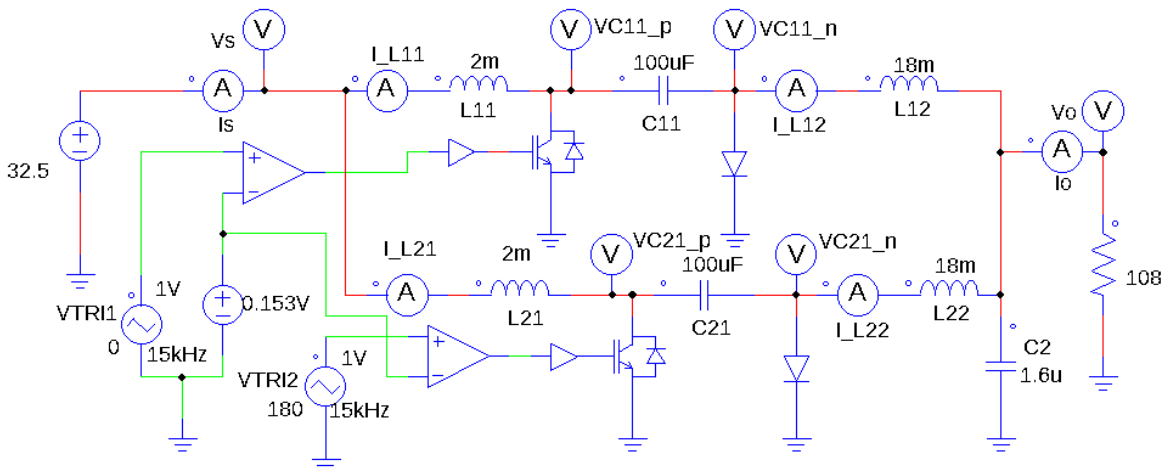 Vs
V
VC11_p
V
VC11_n
V
I_L11
2m
100uF
18m
Vo
V
A
Is
A
L11
C11
A
I_L12
L12
A
Io
32.5
I_L21
2m
VC21_p
V
100uF
VC21_n
V
18m
108
A
L21
C21
A
I_L22
L22
1V
VTRI1
0
15kHz
0.153V
1V
VTRI2
180
15kHz
C2
1.6u